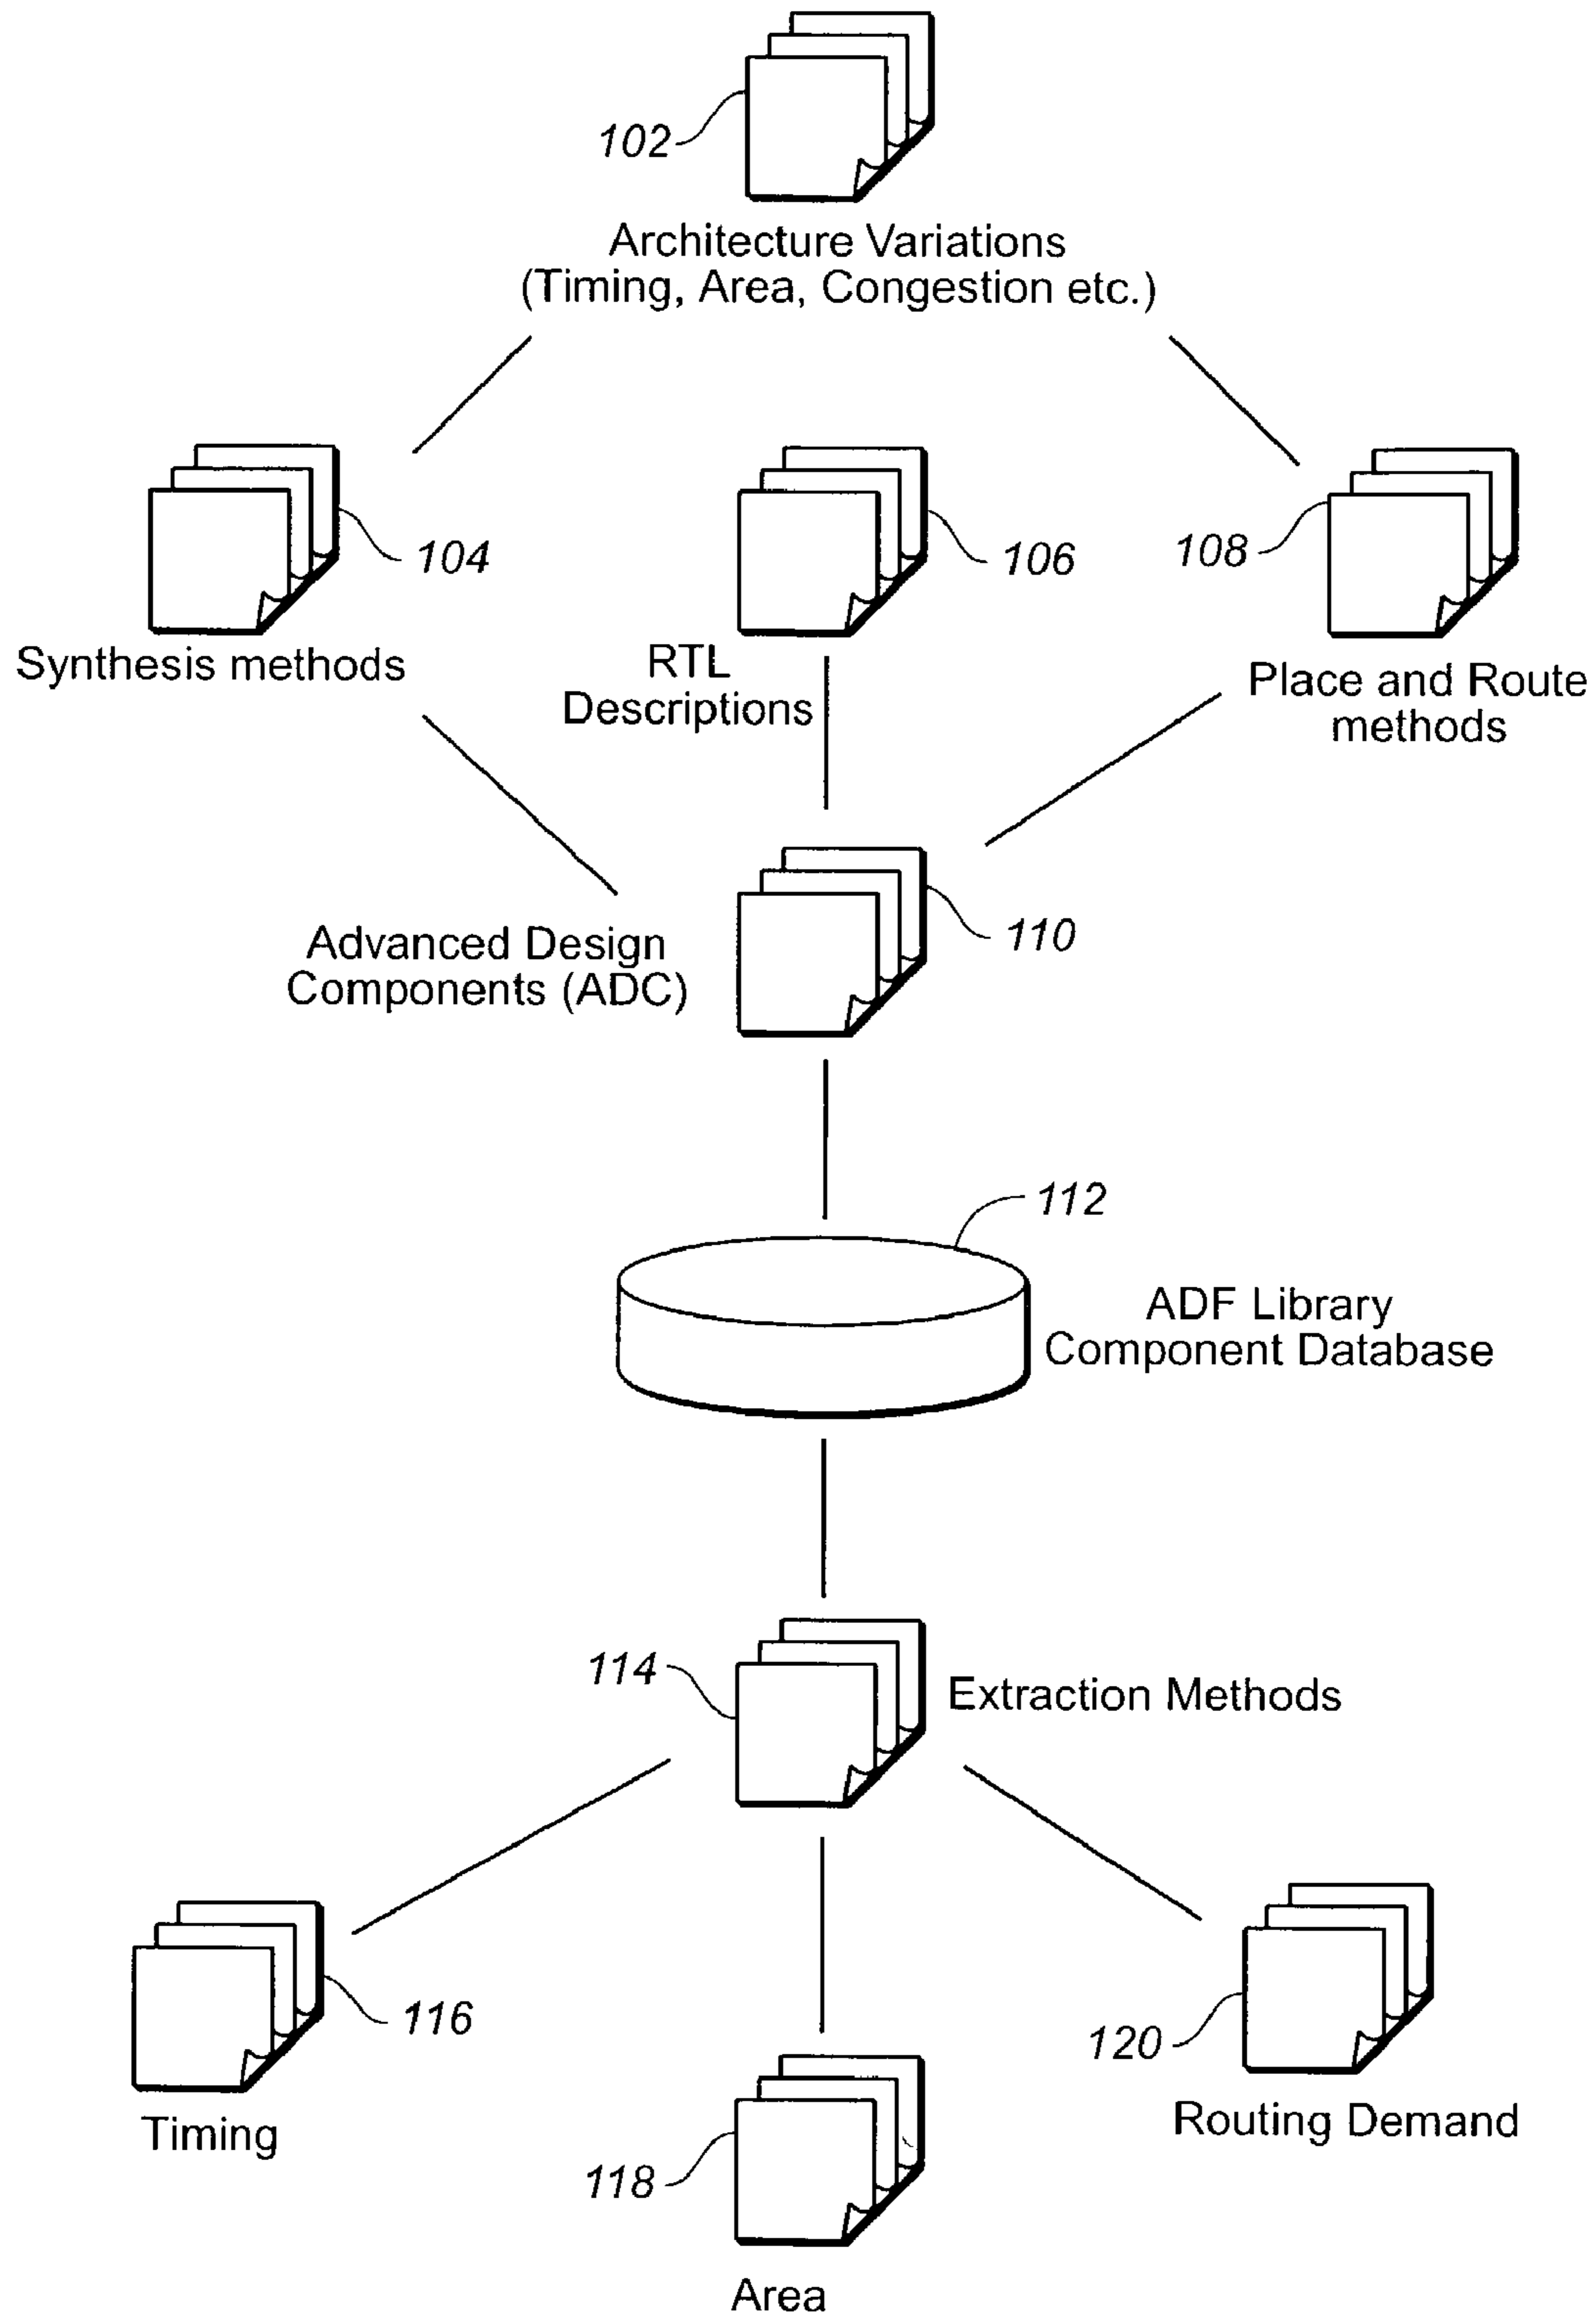 102
Architecture Variations
(Timing, Area, Congestion etc.)
104
106
108
Synthesis methods
RTL
Descriptions
Place and Route
methods
110
Advanced Design
Components (ADC)
112
ADF Library
Component Database
114
Extraction Methods
116
120
Timing
Routing Demand
118
Area